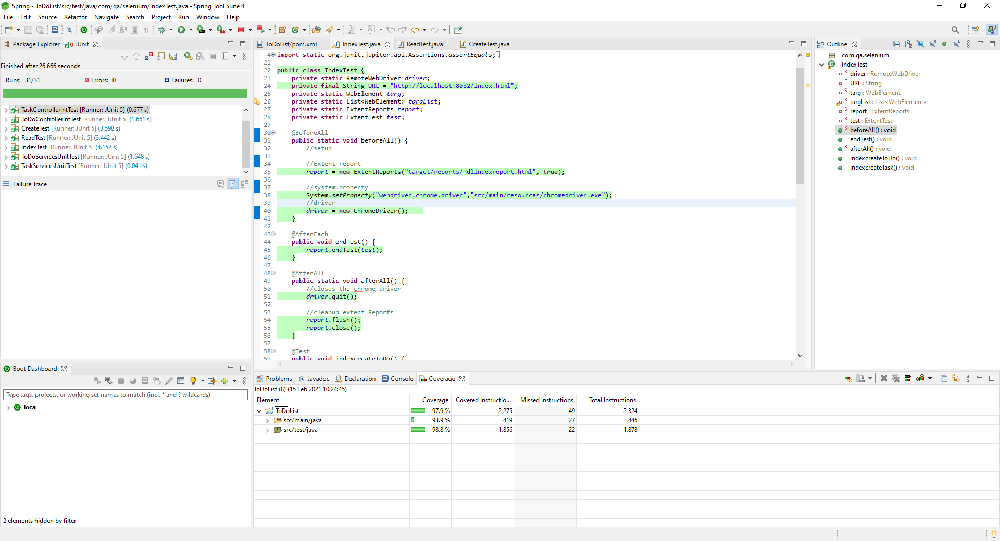 Spring - ToDoList/src/test/java/com/qa/selenium/IndexTest.java - Spring Tool Suite 4
File Edit Source Refactor Navigate Search Project Run Window Help
Package Explorer JUnit
Finished after 26.666 seconds
Runs: 31/31 Errors: 0 Failures: 0
TaskControllerIntTest [Runner: JUnit 5] (0.677 s)
ToDoControllerIntTest [Runner: JUnit 5] (1.661 s)
CreateTest [Runner: JUnit 5] (3.598 s)
ReadTest [Runner: JUnit 5] (3.442 s)
IndexTest [Runner: JUnit 5] (4.152 s)
ToDoServicesUnitTest [Runner: JUnit 5] (1.648 s)
TaskServicesUnitTest [Runner: JUnit 5] (0.041 s)
Failure Trace
Boot Dashboard
Type tags, projects, or working set names to match (incl. * and ? wildcards)
local
2 elements hidden by filter
ToDoList/pom.xml IndexTest.java ReadTest.java CreateTest.java
4 import static org.junit.jupiter.api.Assertions.assertEquals;
21
22 public class IndexTest {
23 private static RemoteWebDriver driver;
24 private final String URL = "http://localhost:8082/index.html";
25 private static WebElement targ;
26 private static List<WebElement> targList;
27 private static ExtentReports report;
28 private static ExtentTest test;
29
30 @BeforeAll
31 public static void beforeAll() {
32 //setup
33
34 //Extent report
35 report = new ExtentReports("target/reports/Tdlindexreport.html", true);
36
37 //system.property
38 System.setProperty("webdriver.chrome.driver","src/main/resources/chromedriver.exe");
39 //driver
40 driver = new ChromeDriver();
41 }
42
43 @AfterEach
44 public void endTest() {
45 report.endTest(test);
46 }
47
48 @AfterAll
49 public static void afterAll() {
50 //closes the chrome driver
51 driver.quit();
52
53 //cleanup extent Reports
54 report.flush();
55 report.close();
56 }
57
58 @Test
59 public void indexcreateToDo() {
Outline
com.qa.selenium
IndexTest
driver : RemoteWebDriver
URL : String
targ : WebElement
targList : List<WebElement>
report : ExtentReports
test : ExtentTest
beforeAll() : void
endTest() : void
afterAll() : void
indexcreateToDo() : void
indexcreateTask() : void
Problems Javadoc Declaration Console Coverage
ToDoList (8) (15 Feb 2021 10:24:45)
Element Coverage Covered Instructio... Missed Instructions Total Instructions
ToDoList 97.9 % 2,275 49 2,324
src/main/java 93.9 % 419 27 446
src/test/java 98.8 % 1,856 22 1,878